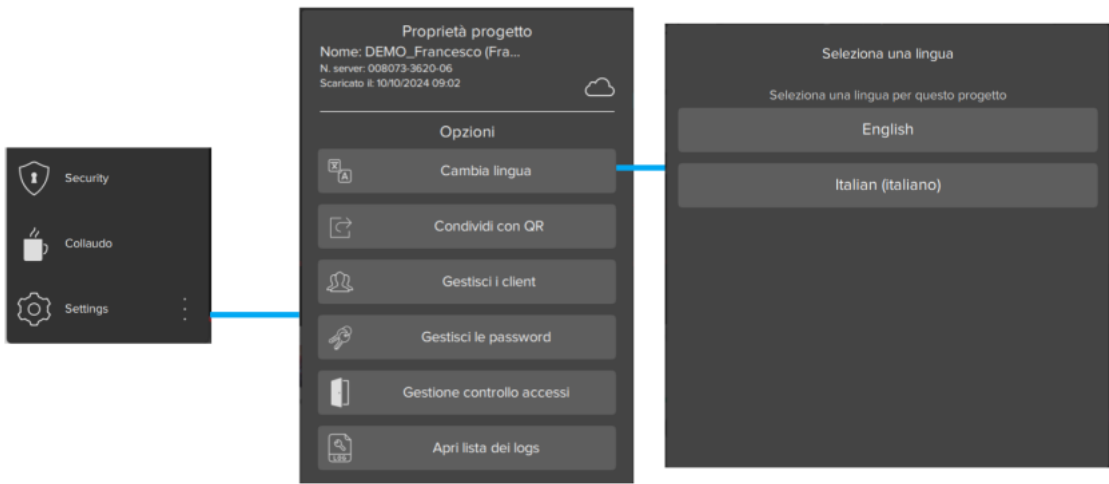 Security
Collaudo
Settings
Proprietà progetto
Nome: DEMO_Francesco (Fra...
N. server: 008073-3620-06
Scaricato il: 10/10/2024 09:02
Opzioni
Cambia lingua
Condividi con QR
Gestisci i client
Gestisci le password
Gestione controllo accessi
LOG
Apri lista dei logs
Seleziona una lingua
Seleziona una lingua per questo progetto
English
Italian (italiano)